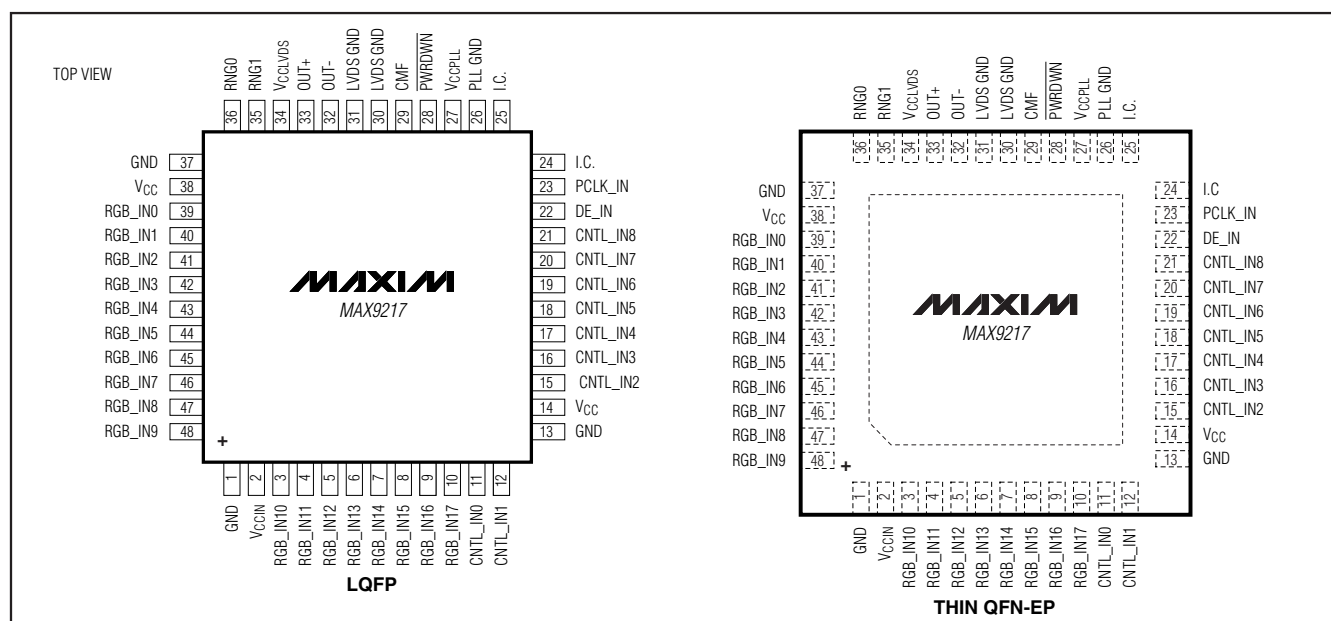 TOP VIEW
RNG0
RNG1
VCCLVDS
OUT+
OUT-
LVDS GND
LVDS GND
CMF
PWRDWN
VCCPLL
PLL GND
I.C.
36
35
34
33
32
31
30
29
28
27
26
25
GND 37
VCC 38
RGB_IN0 39
RGB_IN1 40
RGB_IN2 41
RGB_IN3 42
RGB_IN4 43
RGB_IN5 44
RGB_IN6 45
RGB_IN7 46
RGB_IN8 47
RGB_IN9 48
MAXIM
MAX9217
24 I.C.
23 PCLK_IN
22 DE_IN
21 CNTL_IN8
20 CNTL_IN7
19 CNTL_IN6
18 CNTL_IN5
17 CNTL_IN4
16 CNTL_IN3
15 CNTL_IN2
14 VCC
13 GND
+
1
2
3
4
5
6
7
8
9
10
11
12
GND
VCCIN
RGB_IN10
RGB_IN11
RGB_IN12
RGB_IN13
RGB_IN14
RGB_IN15
RGB_IN16
RGB_IN17
CNTL_IN0
CNTL_IN1
LQFP
RNG0
RNG1
VCCLVDS
OUT+
OUT-
LVDS GND
LVDS GND
CMF
PWRDWN
VCCPLL
PLL GND
I.C.
36
35
34
33
32
31
30
29
28
27
26
25
GND 37
VCC 38
RGB_IN0 39
RGB_IN1 40
RGB_IN2 41
RGB_IN3 42
RGB_IN4 43
RGB_IN5 44
RGB_IN6 45
RGB_IN7 46
RGB_IN8 47
RGB_IN9 48
MAXIM
MAX9217
24 I.C
23 PCLK_IN
22 DE_IN
21 CNTL_IN8
20 CNTL_IN7
19 CNTL_IN6
18 CNTL_IN5
17 CNTL_IN4
16 CNTL_IN3
15 CNTL_IN2
14 VCC
13 GND
+
1
2
3
4
5
6
7
8
9
10
11
12
GND
VCCIN
RGB_IN10
RGB_IN11
RGB_IN12
RGB_IN13
RGB_IN14
RGB_IN15
RGB_IN16
RGB_IN17
CNTL_IN0
CNTL_IN1
THIN QFN-EP